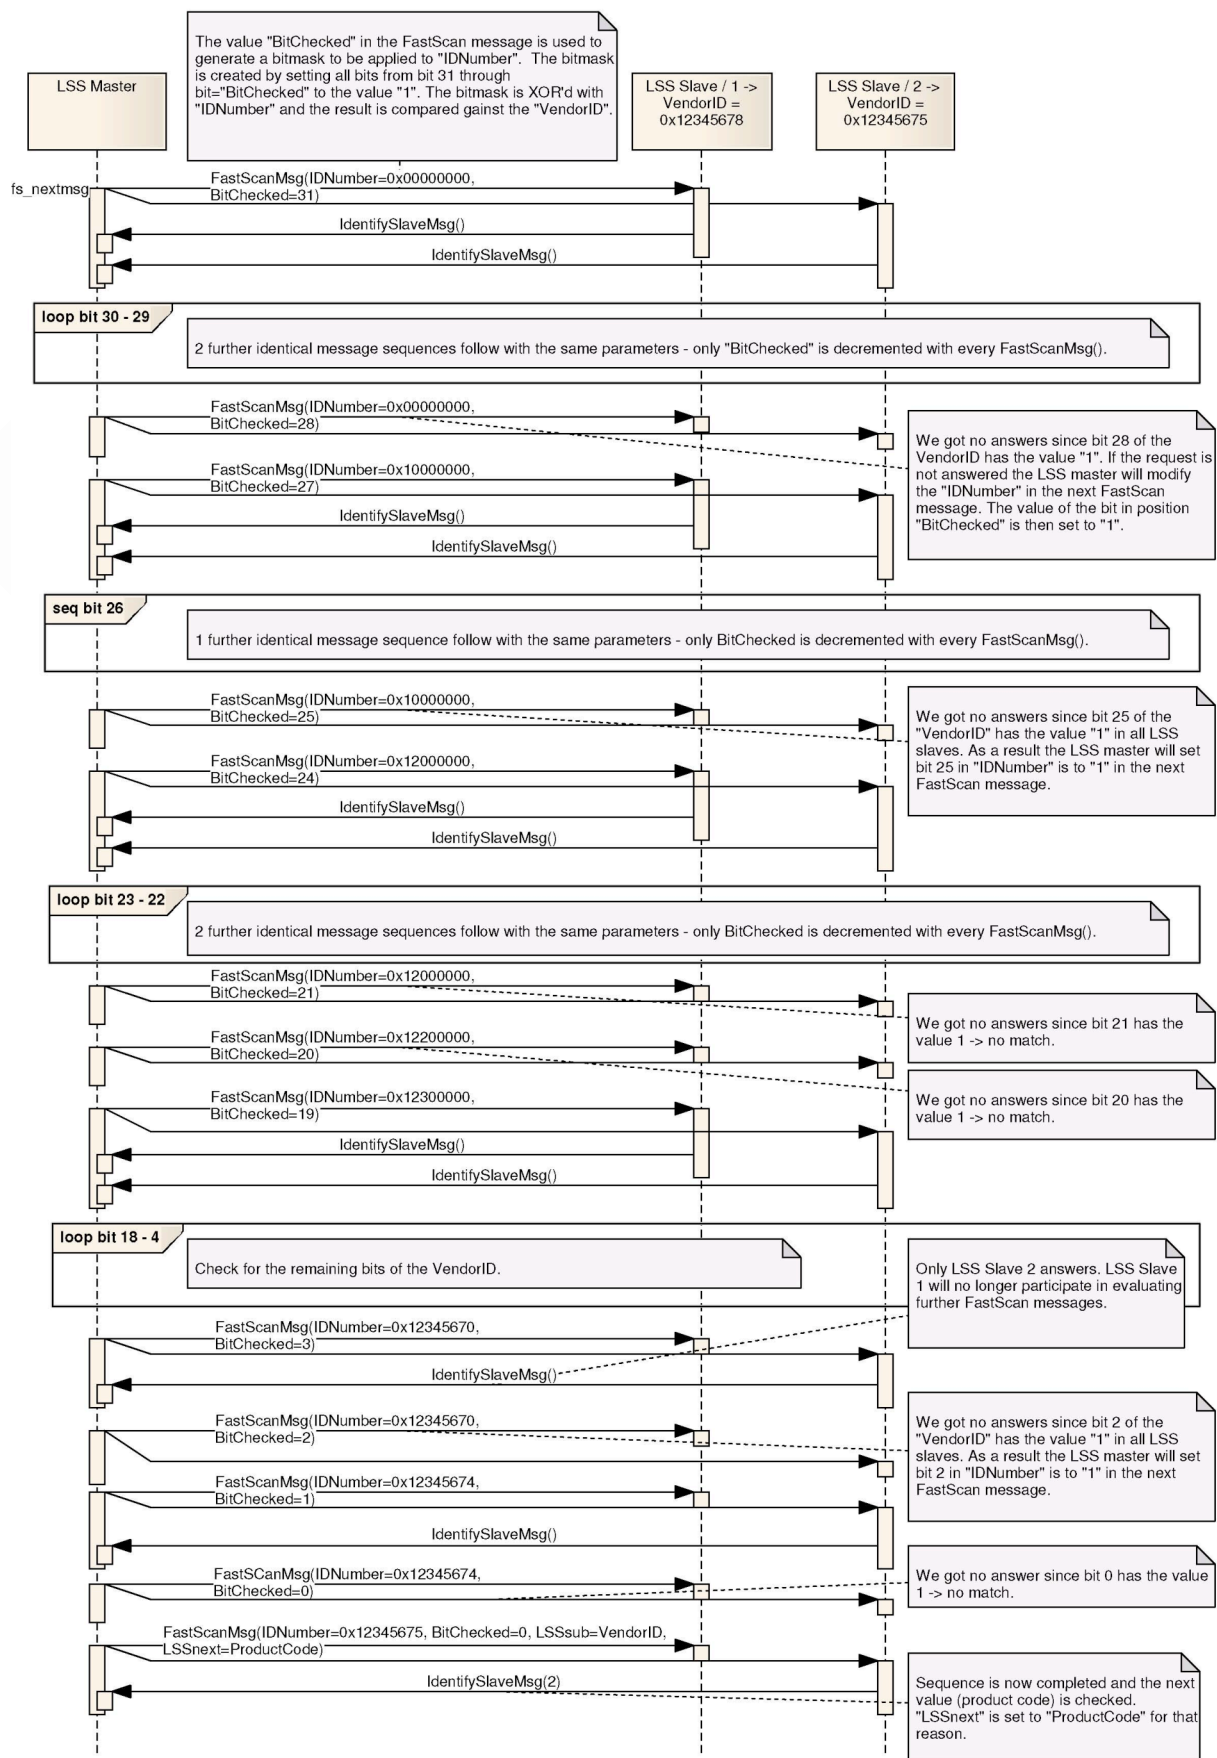 The value "BitChecked" in the FastScan message is used to
generate a bitmask to be applied to "IDNumber".  The bitmask
is created by setting all bits from bit 31 through
bit="BitChecked" to the value "1". The bitmask is XOR'd with
"IDNumber" and the result is compared gainst the "VendorID".
LSS Master
LSS Slave / 1 ->
VendorID =
0x12345678
LSS Slave / 2 ->
VendorID =
0x12345675
fs_nextmsg
FastScanMsg(IDNumber=0x00000000,
BitChecked=31)
IdentifySlaveMsg()
IdentifySlaveMsg()
loop bit 30 - 29
2 further identical message sequences follow with the same parameters - only "BitChecked" is decremented with every FastScanMsg().
FastScanMsg(IDNumber=0x00000000,
BitChecked=28)
We got no answers since bit 28 of the
VendorID has the value "1". If the request is
not answered the LSS master will modify
the "IDNumber" in the next FastScan
message. The value of the bit in position
"BitChecked" is then set to "1".
FastScanMsg(IDNumber=0x10000000,
BitChecked=27)
IdentifySlaveMsg()
IdentifySlaveMsg()
seq bit 26
1 further identical message sequence follow with the same parameters - only BitChecked is decremented with every FastScanMsg().
FastScanMsg(IDNumber=0x10000000,
BitChecked=25)
We got no answers since bit 25 of the
"VendorID" has the value "1" in all LSS
slaves. As a result the LSS master will set
bit 25 in "IDNumber" is to "1" in the next
FastScan message.
FastScanMsg(IDNumber=0x12000000,
BitChecked=24)
IdentifySlaveMsg()
IdentifySlaveMsg()
loop bit 23 - 22
2 further identical message sequences follow with the same parameters - only BitChecked is decremented with every FastScanMsg().
FastScanMsg(IDNumber=0x12000000,
BitChecked=21)
We got no answers since bit 21 has the
value 1 -> no match.
FastScanMsg(IDNumber=0x12200000,
BitChecked=20)
We got no answers since bit 20 has the
value 1 -> no match.
FastScanMsg(IDNumber=0x12300000,
BitChecked=19)
IdentifySlaveMsg()
IdentifySlaveMsg()
loop bit 18 - 4
Check for the remaining bits of the VendorID.
Only LSS Slave 2 answers. LSS Slave
1 will no longer participate in evaluating
further FastScan messages.
FastScanMsg(IDNumber=0x12345670,
BitChecked=3)
IdentifySlaveMsg()
FastScanMsg(IDNumber=0x12345670,
BitChecked=2)
We got no answers since bit 2 of the
"VendorID" has the value "1" in all LSS
slaves. As a result the LSS master will set
bit 2 in "IDNumber" is to "1" in the next
FastScan message.
FastScanMsg(IDNumber=0x12345674,
BitChecked=1)
IdentifySlaveMsg()
FastSCanMsg(IDNumber=0x12345674,
BitChecked=0)
We got no answer since bit 0 has the value
1 -> no match.
FastScanMsg(IDNumber=0x12345675, BitChecked=0, LSSsub=VendorID,
LSSnext=ProductCode)
IdentifySlaveMsg(2)
Sequence is now completed and the next
value (product code) is checked.
"LSSnext" is set to "ProductCode" for that
reason.